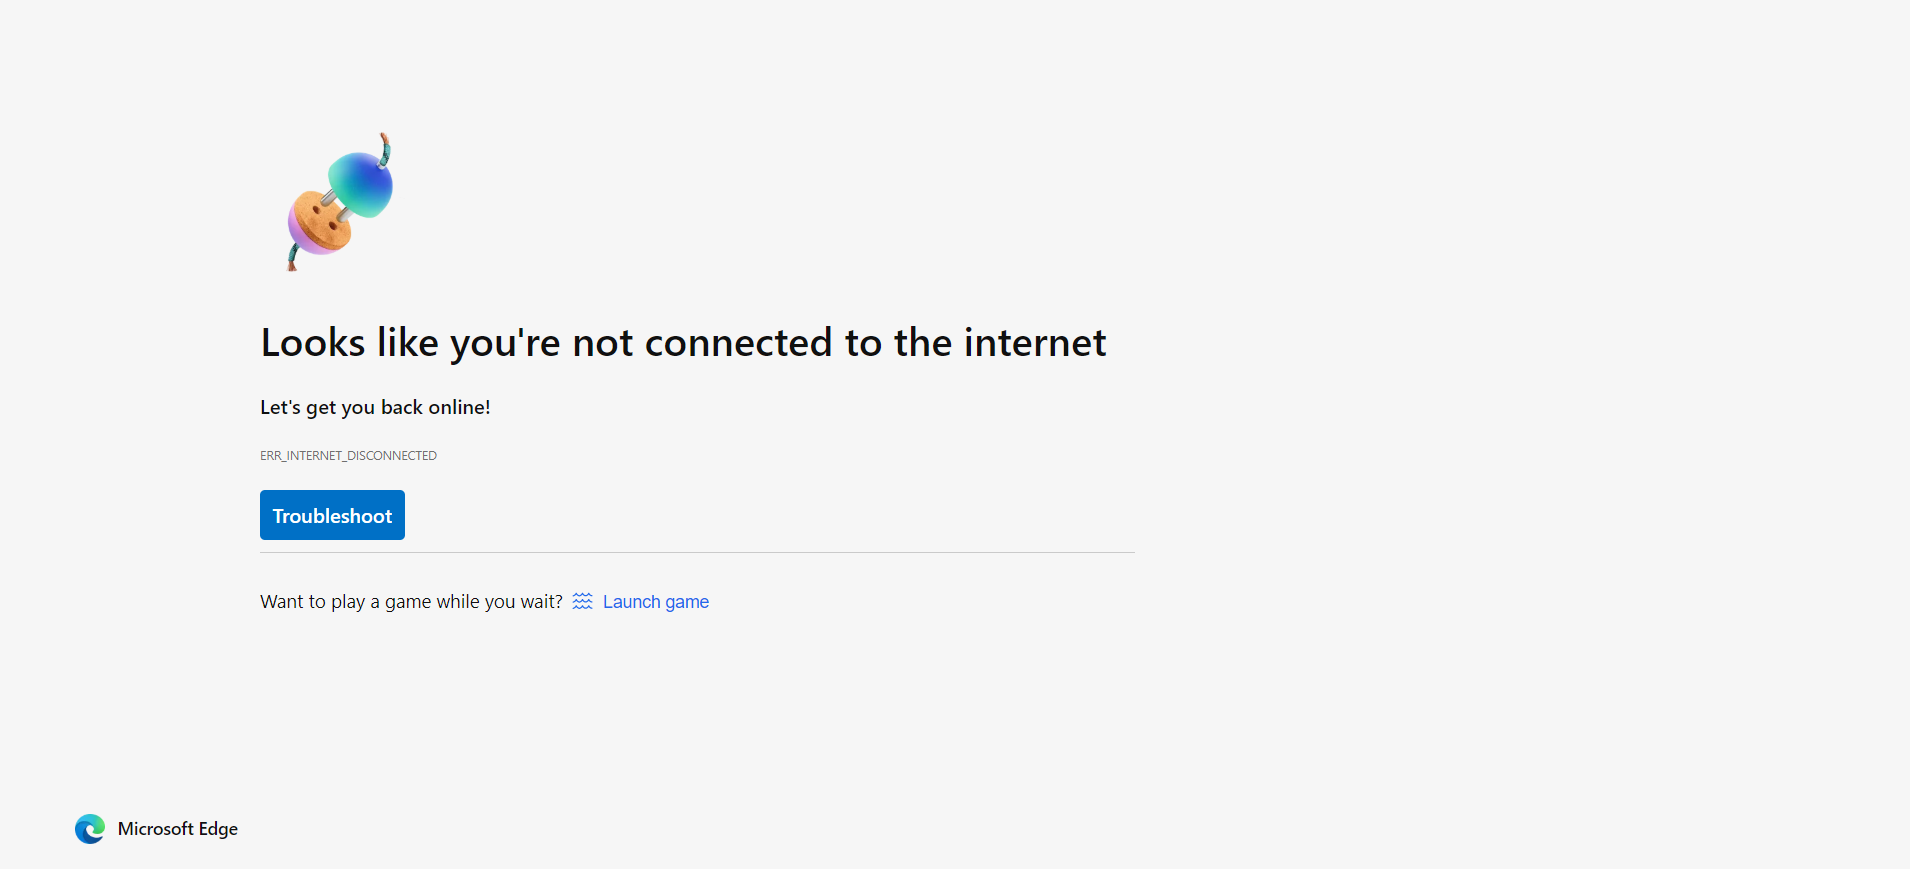 Looks like you're not connected to the internet
Let's get you back online!
ERR_INTERNET_DISCONNECTED
Troubleshoot
Want to play a game while you wait? Launch game
Microsoft Edge